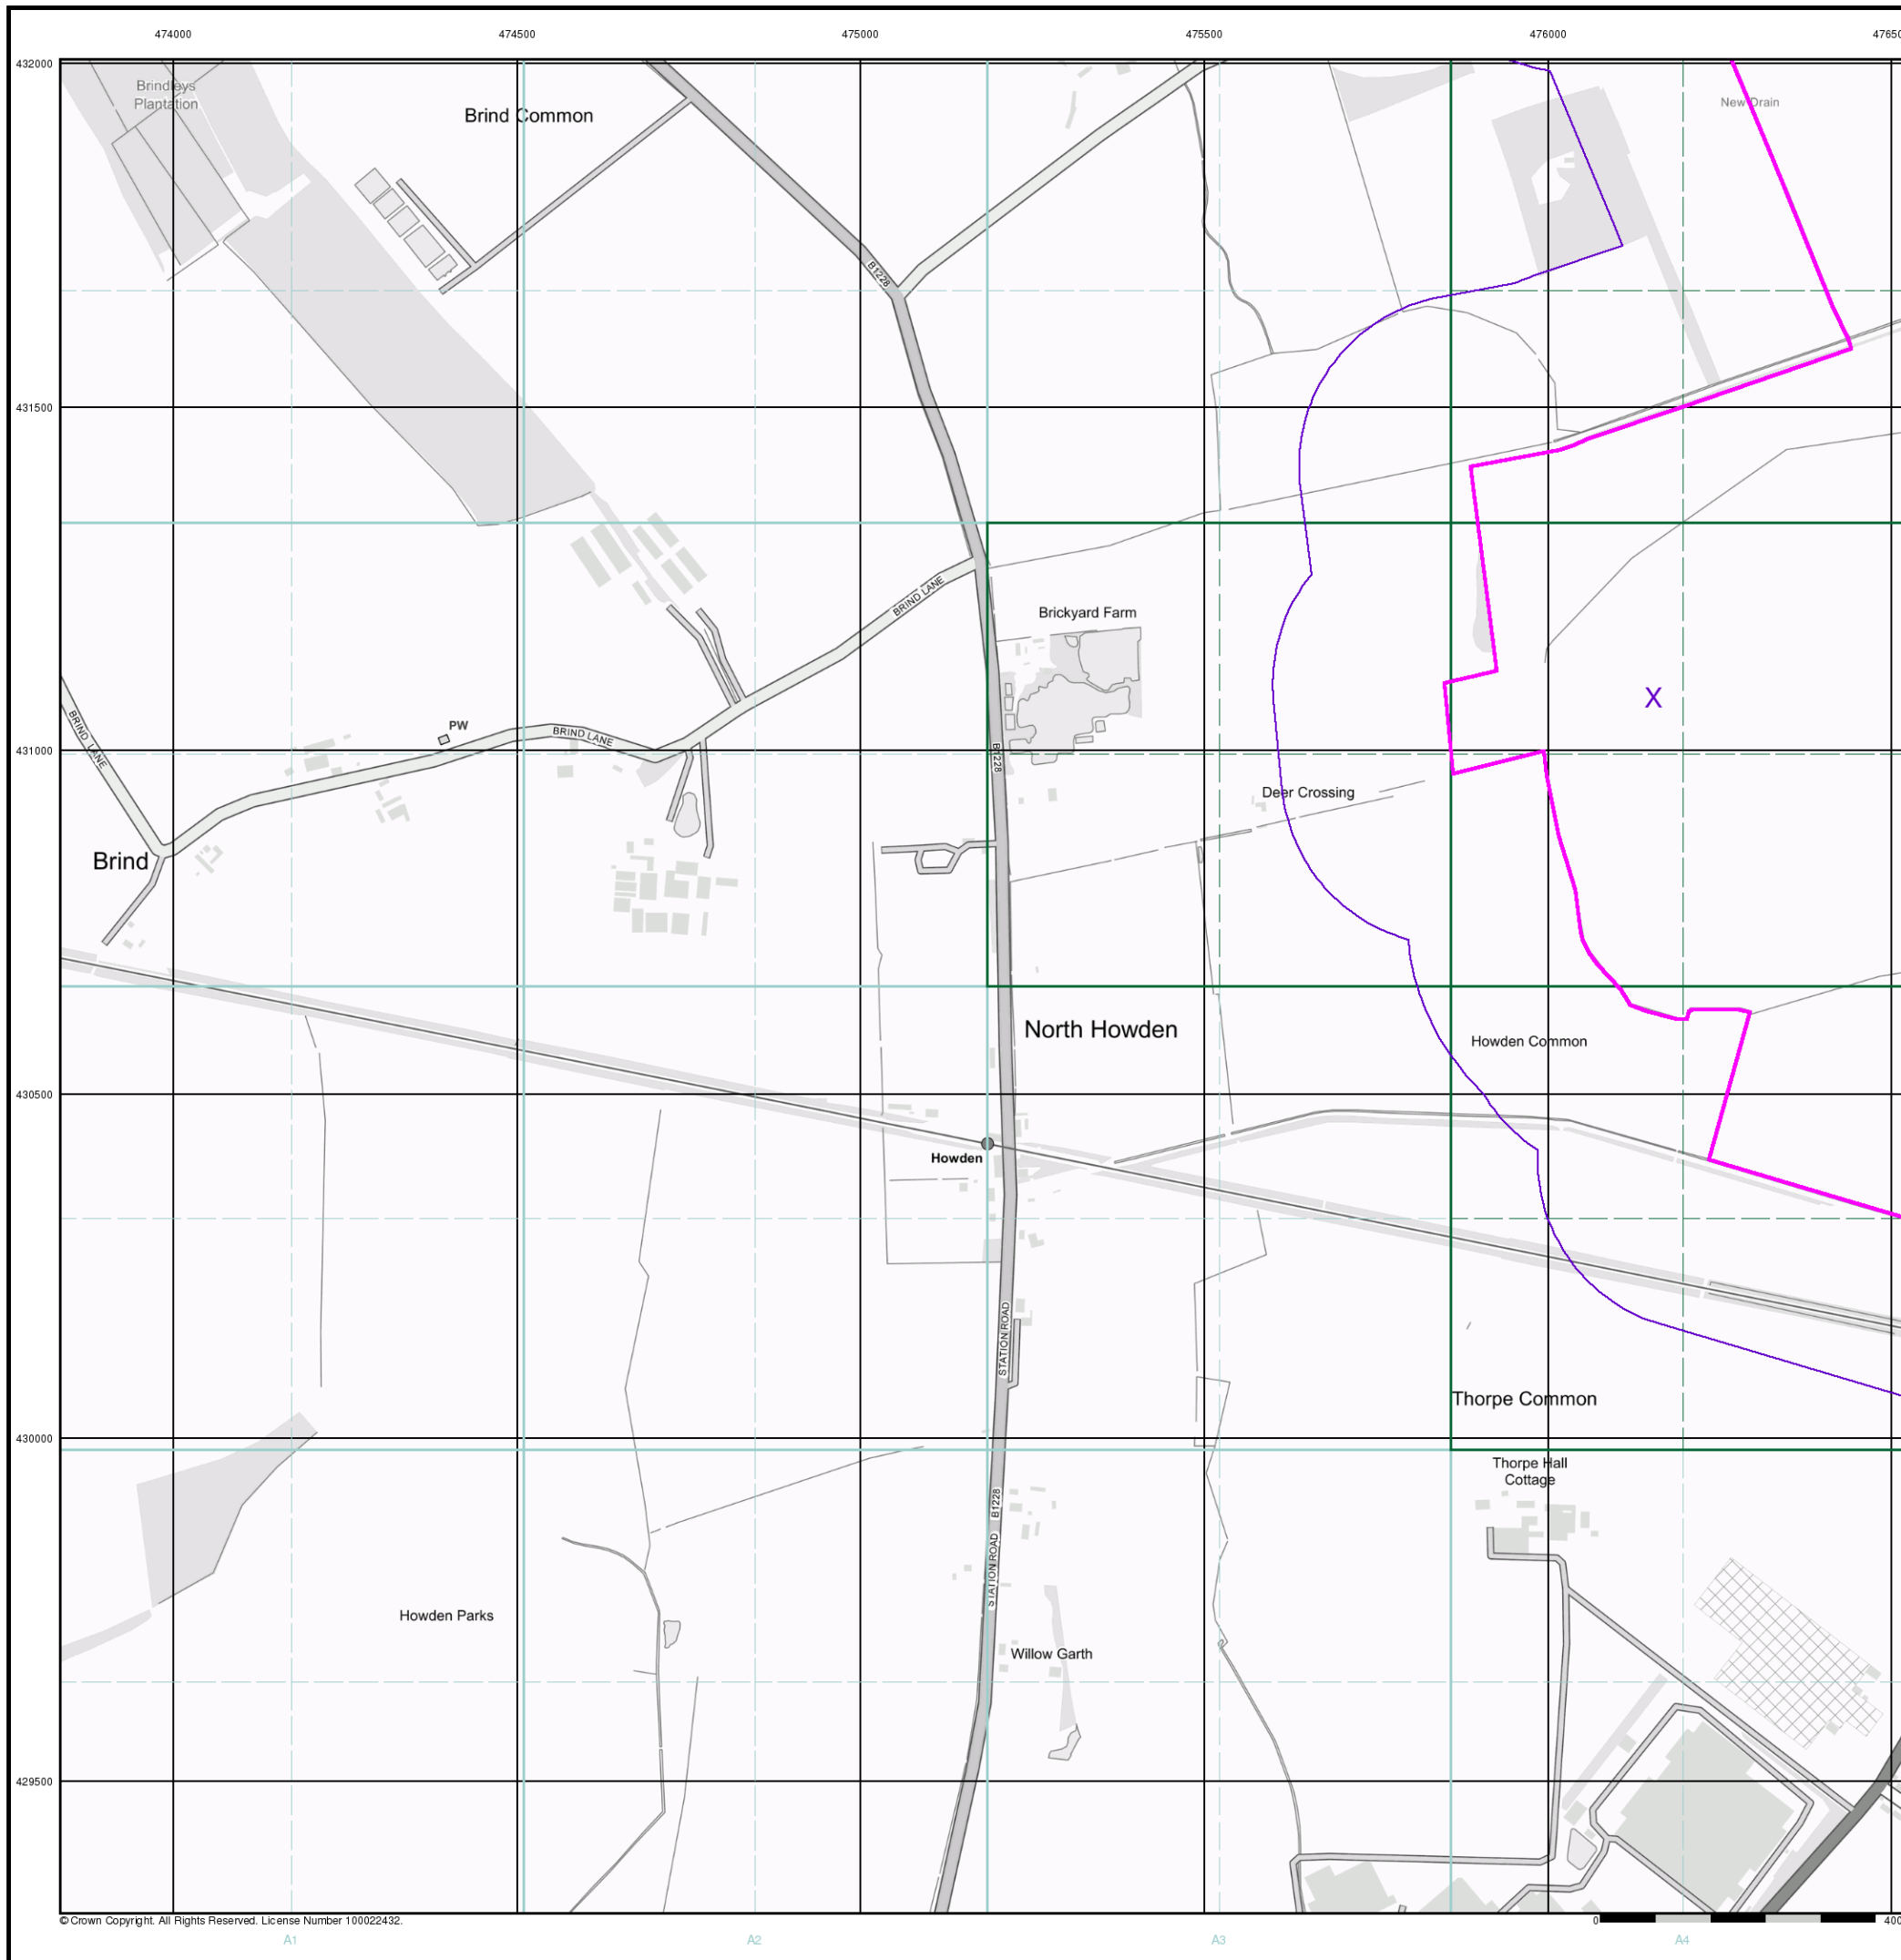 474000
474500
475000
475500
476000
432000
Brindleys
Plantation
Brind Common
New Drain
B1228
431500
BRIND LANE
Brickyard Farm
X
BRIND LANE
PW
BRIND LANE
431000
B1228
Deer Crossing
Brind
North Howden
Howden Common
430500
Howden
STATION ROAD
Thorpe Common
430000
Thorpe Hall
Cottage
B1228
STATION ROAD
Howden Parks
Willow Garth
429500
© Crown Copyright. All Rights Reserved. License Number 100022432.
0
A1
A2
A3
A4